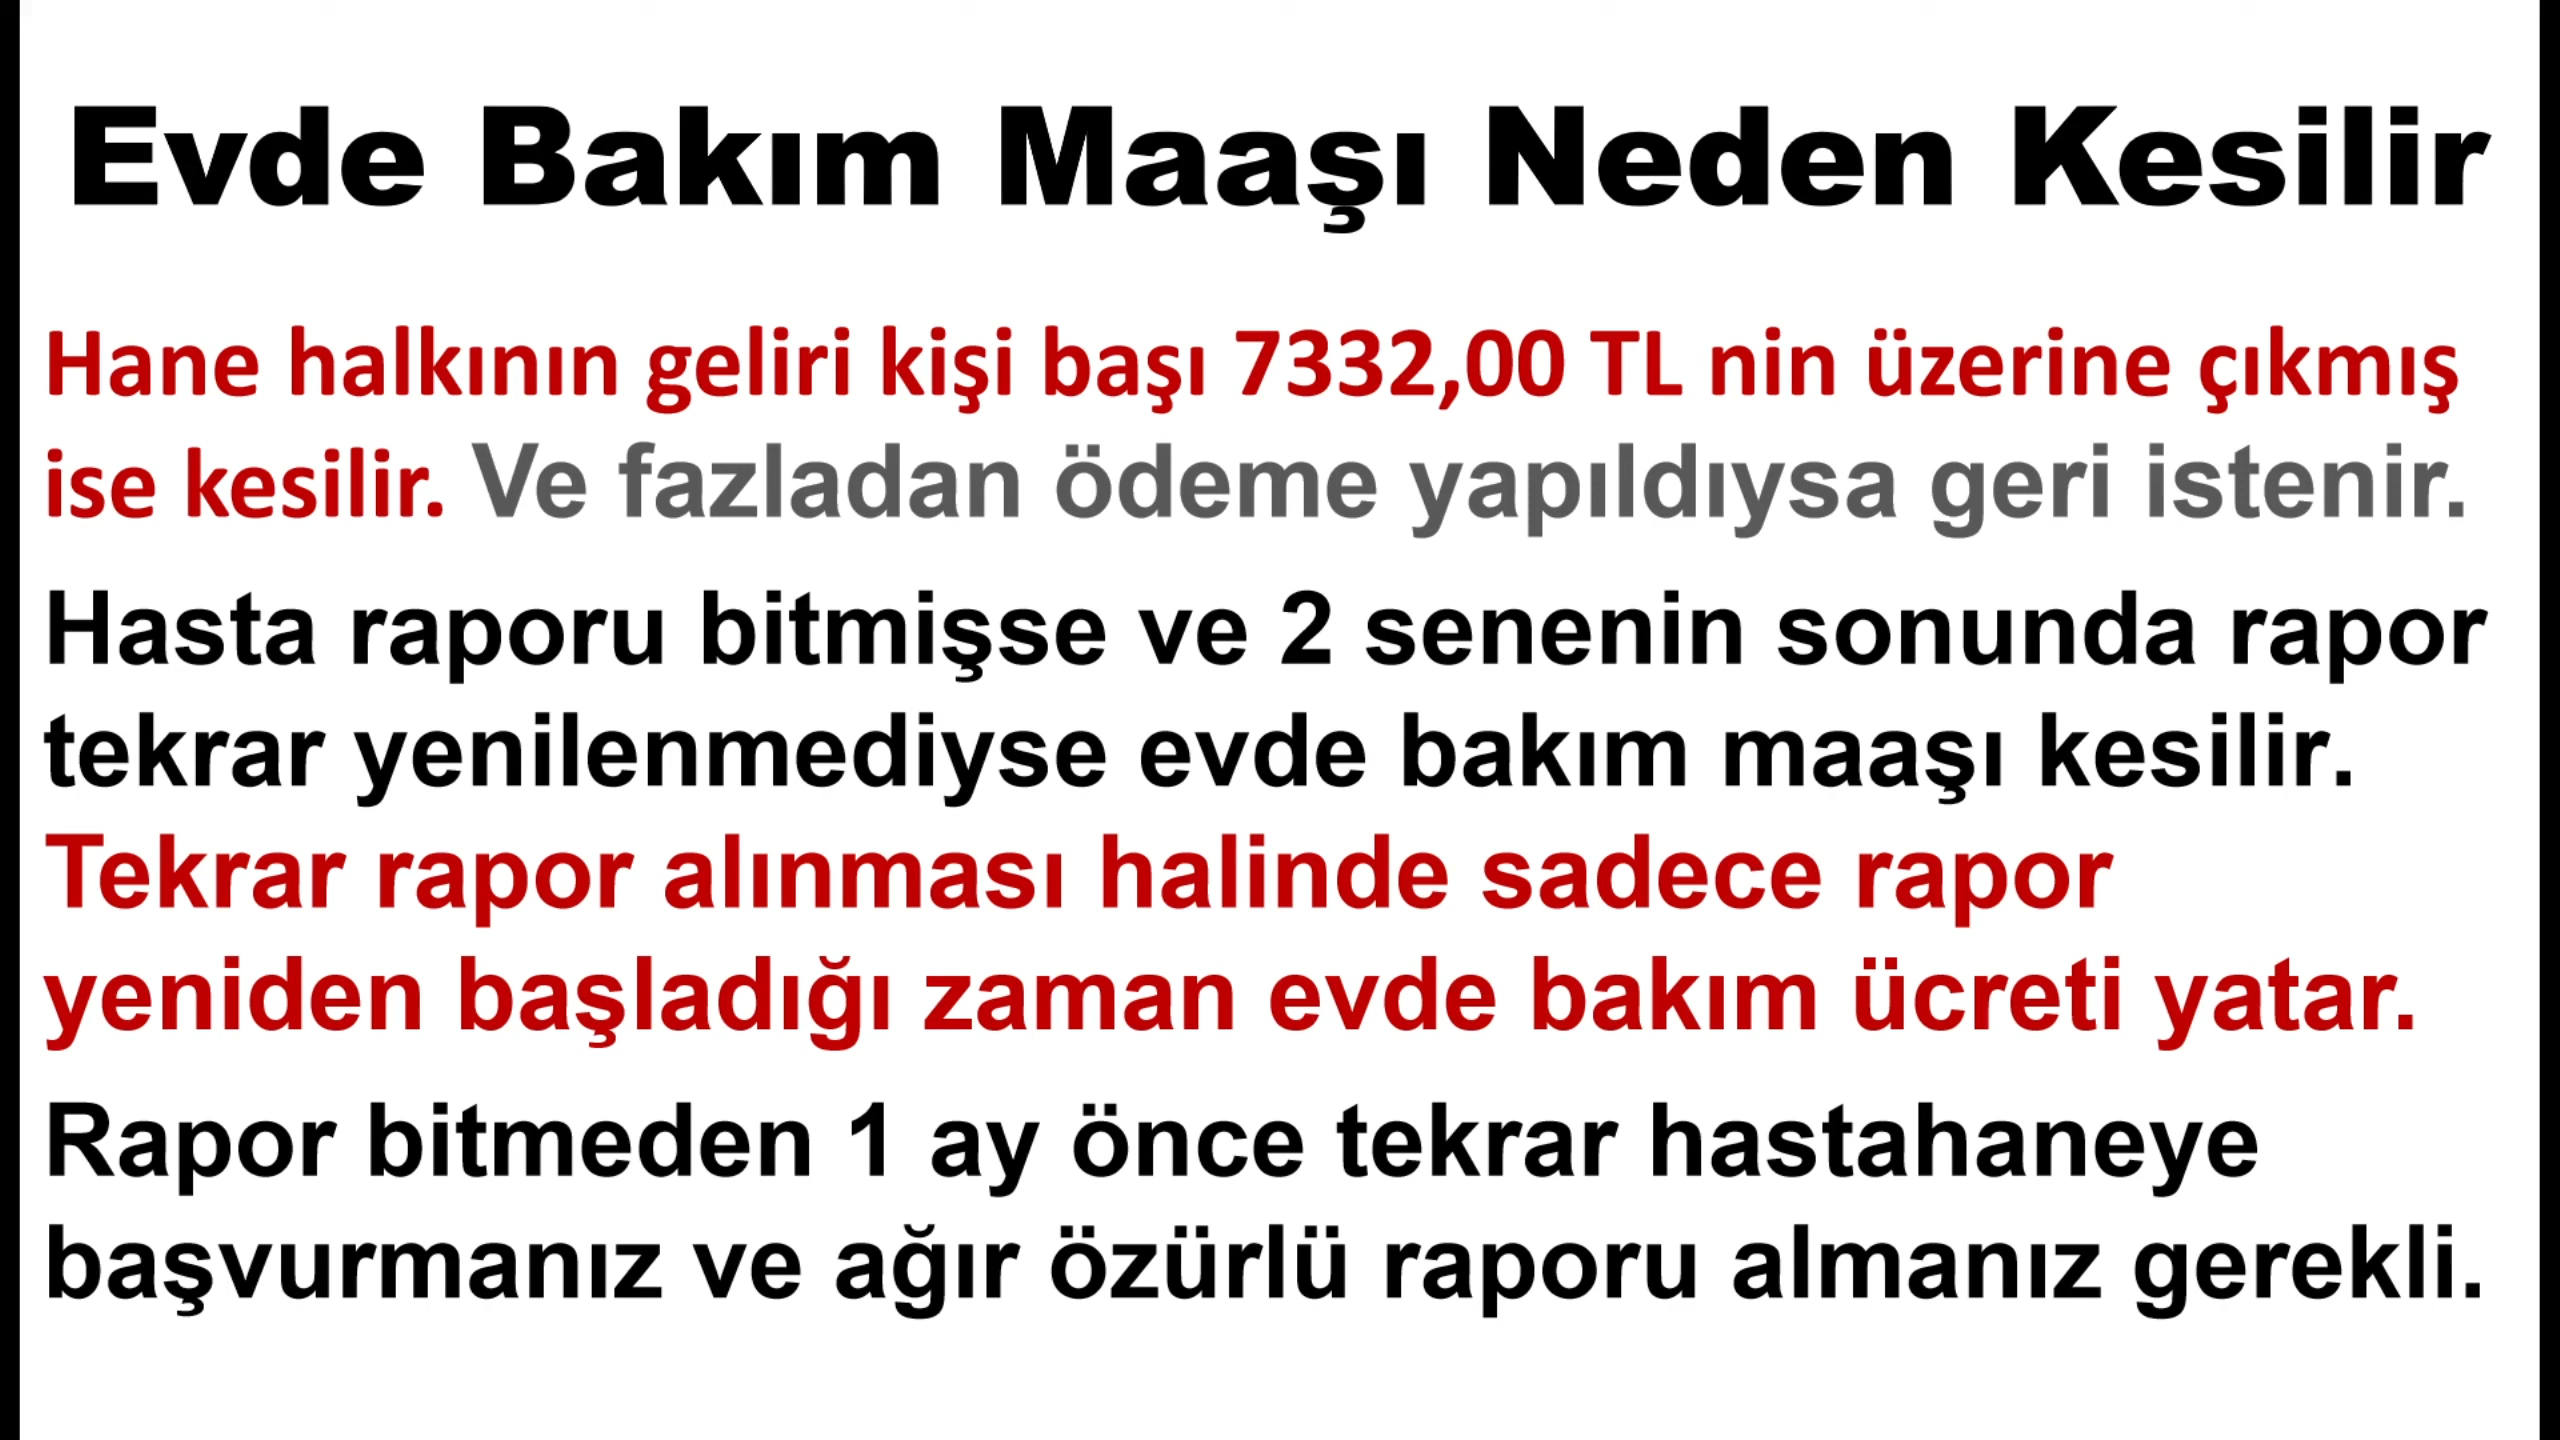 Evde Bakım Maaşı Neden Kesilir
Hane halkının geliri kişi başı 7332,00 TL nin üzerine çıkmış
ise kesilir. Ve fazladan ödeme yapıldıysa geri istenir.
Hasta raporu bitmişse ve 2 senenin sonunda rapor
tekrar yenilenmediyse evde bakım maaşı kesilir.
Tekrar rapor alınması halinde sadece rapor
yeniden başladığı zaman evde bakım ücreti yatar.
Rapor bitmeden 1 ay önce tekrar hastahaneye
başvurmanız ve ağır özürlü raporu almanız gerekli.